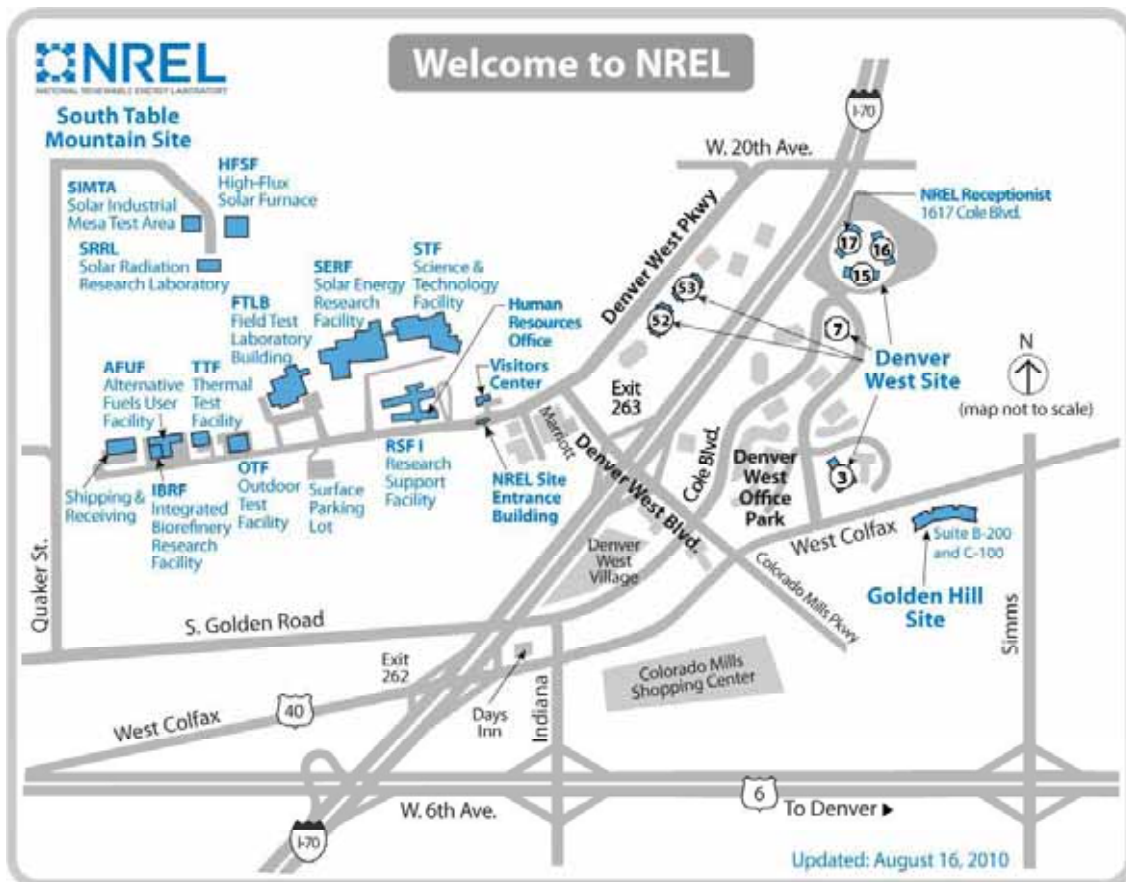 NREL
NATIONAL RENEWABLE ENERGY LABORATORY
Welcome to NREL
South Table
Mountain Site
I-70
W. 20th Ave.
HFSF
High-Flux
Solar Furnace
SIMTA
Solar Industrial
Mesa Test Area
NREL Receptionist
1617 Cole Blvd.
SRRL
Solar Radiation
Research Laboratory
SERF
Solar Energy
Research
Facility
STF
Science &
Technology
Facility
Denver West Pkwy
17
16
15
53
52
7
FTLB
Field Test
Laboratory
Building
Human
Resources
Office
Visitors
Center
Denver
West Site
N
(map not to scale)
AFUF
Alternative
Fuels User
Facility
TTF
Thermal
Test
Facility
Exit
263
Marriott
Denver West Blvd.
Cole Blvd.
Denver
West
Office
Park
3
Shipping &
Receiving
IBRF
Integrated
Biorefinery
Research
Facility
OTF
Outdoor
Test
Facility
Surface
Parking
Lot
RSF I
Research
Support
Facility
NREL Site
Entrance
Building
West Colfax
Suite B-200
and C-100
Denver
West
Village
Colorado Mills Pkwy
Golden Hill
Site
Quaker St.
Simms
S. Golden Road
Exit
262
Colorado Mills
Shopping Center
West Colfax
40
Days
Inn
Indiana
W. 6th Ave.
6
To Denver
I-70
Updated: August 16, 2010